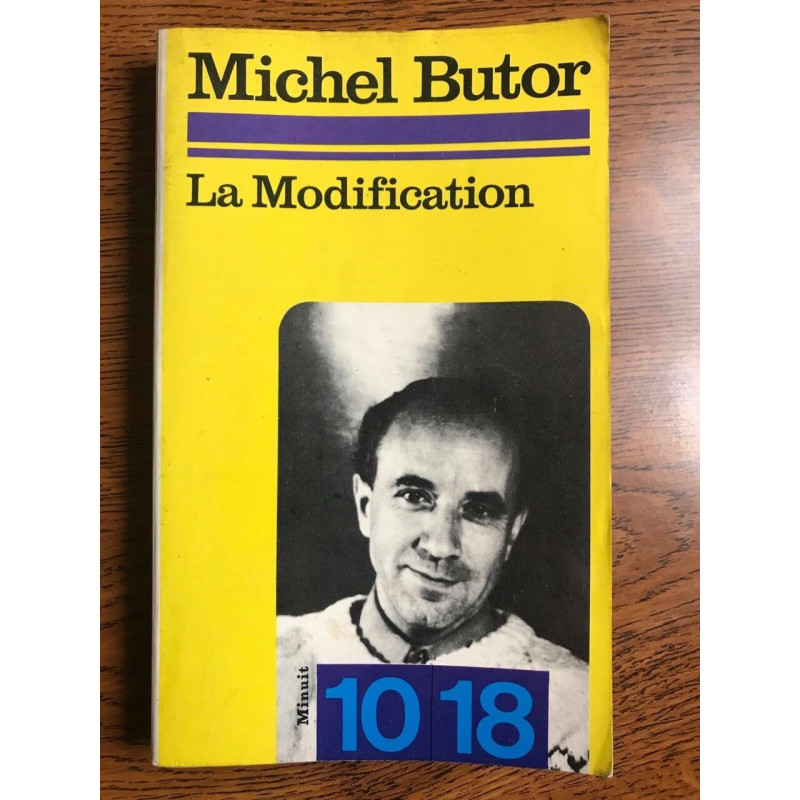 Michel Butor
La Modification
Minuit
10 18